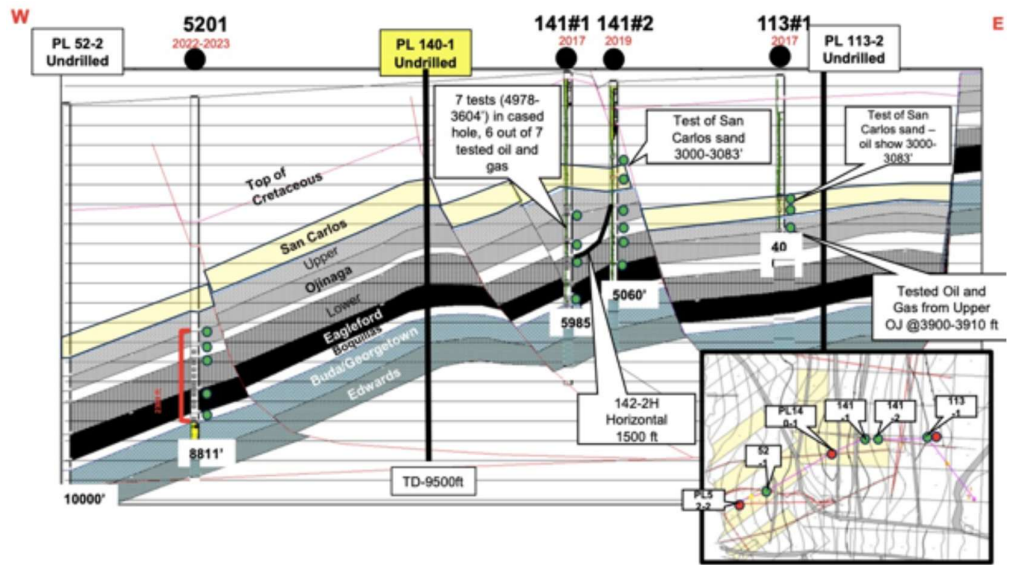 W
E
5201
2022-2023
141#1
2017
141#2
2019
113#1
2017
PL 52-2
Undrilled
PL 140-1
Undrilled
PL 113-2
Undrilled
7 tests (4978-
3604') in cased
hole, 6 out of 7
tested oil and
gas
Test of San
Carlos sand
3000-3083'
Test of San
Carlos sand –
oil show 3000-
3083'
Top of
Cretaceous
San Carlos
Upper
Ojinaga
Lower
Eagleford
Boquillas
Buda/Georgetown
Edwards
40
5060'
5985
Tested Oil and
Gas from Upper
OJ @3900-3910 ft
142-2H
Horizontal
1500 ft
8811'
TD-9500ft
10000'
PL14
0-1
141
-1
141
-2
113
-1
52
-1
PL5
2-2